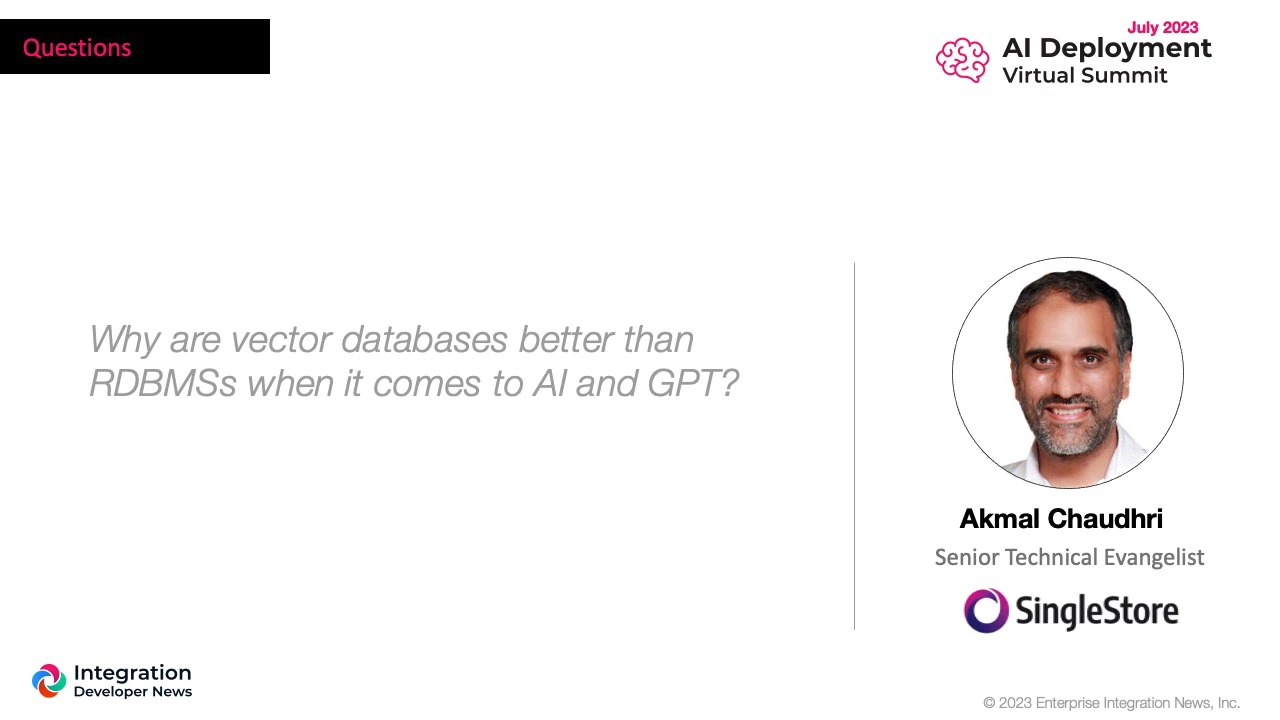 Questions
July 2023
AI Deployment
Virtual Summit
Why are vector databases better than
RDBMSs when it comes to AI and GPT?
Akmal Chaudhri
Senior Technical Evangelist
SingleStore
Integration
Developer News
© 2023 Enterprise Integration News, Inc.